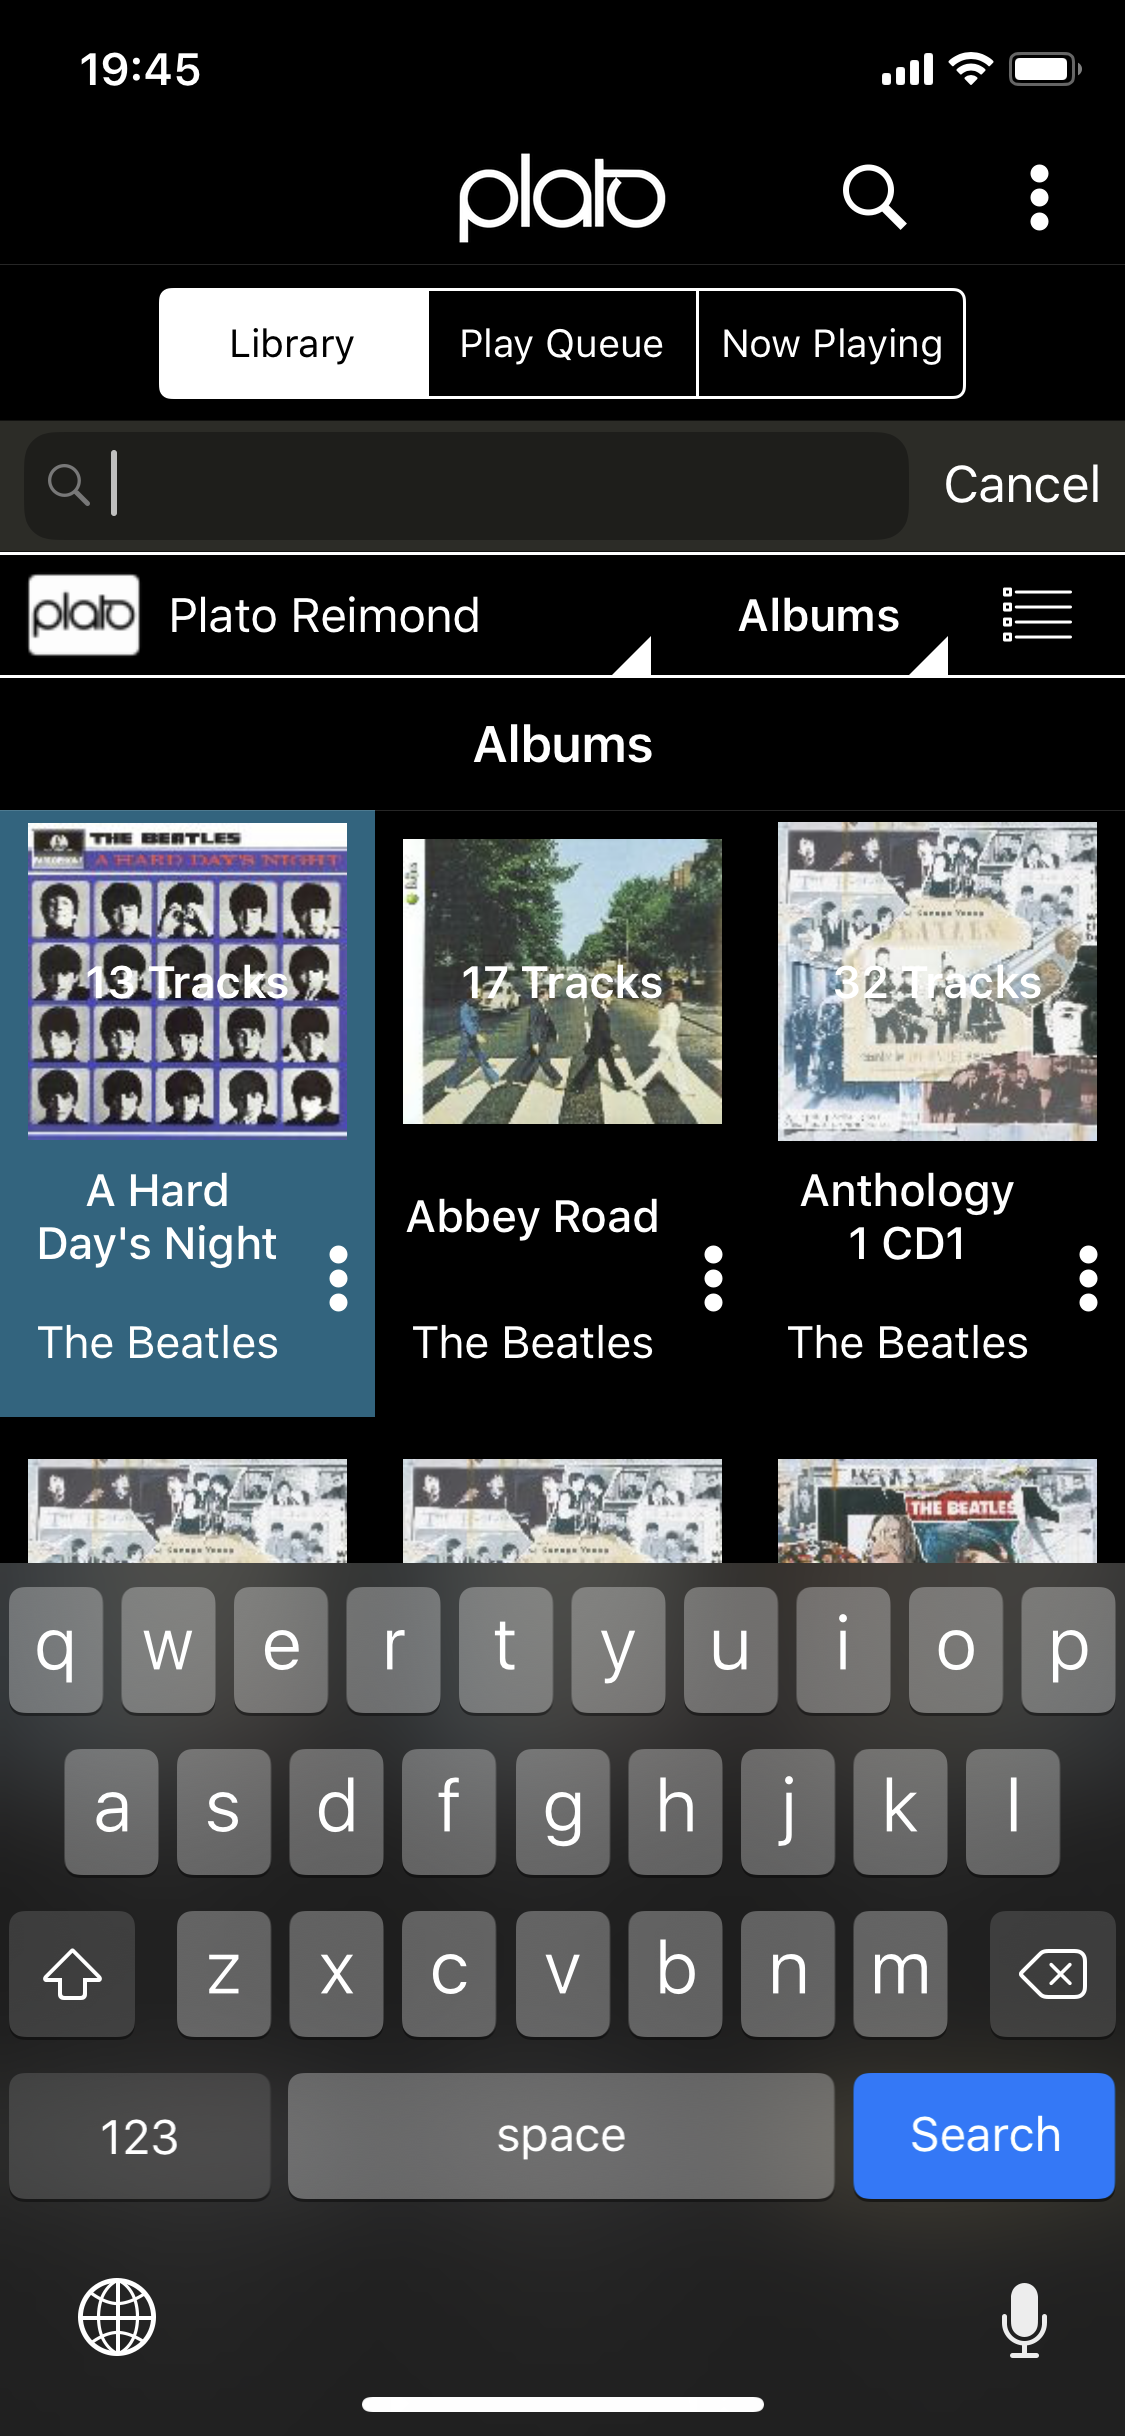 19:45
plato
Library
Play Queue
Now Playing
Cancel
plato
Plato Reimond
Albums
Albums
THE BEATLES
A HARD DAY'S NIGHT
13 Tracks
17 Tracks
32 Tracks
A Hard
Day's Night
The Beatles
Abbey Road
The Beatles
Anthology
1 CD1
The Beatles
THE BEATLES
q w e r t y u i o p
a s d f g h j k l
z x c v b n m
123
space
Search